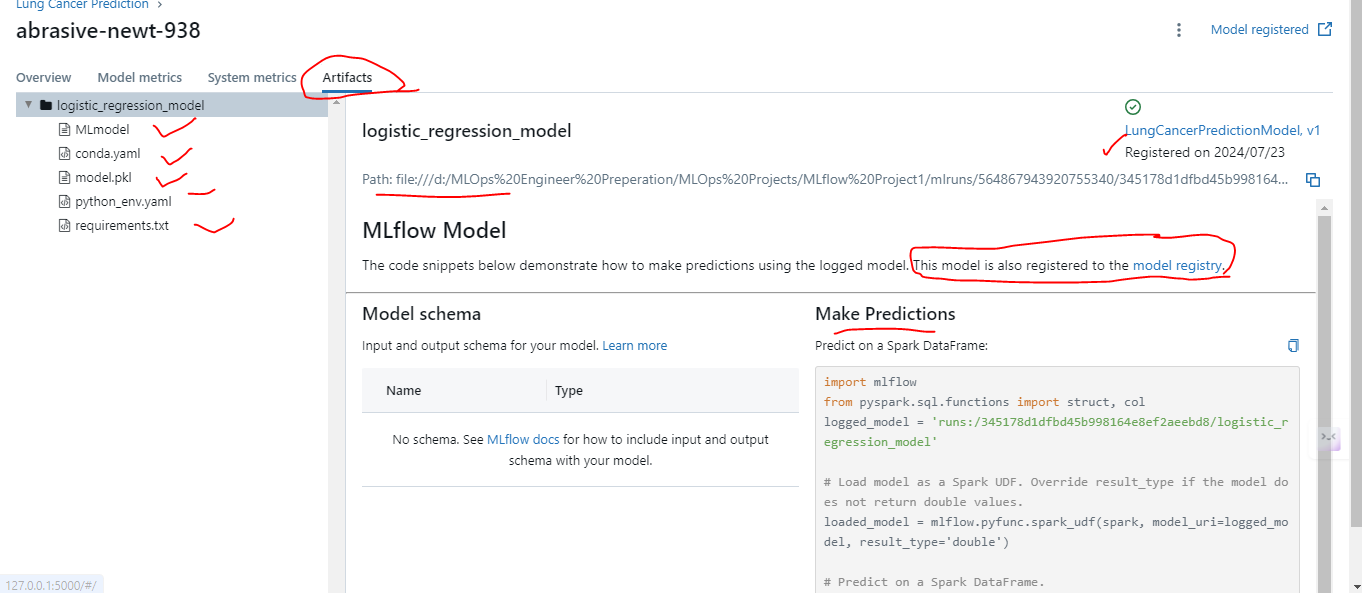 Lung Cancer Prediction >
abrasive-newt-938
Model registered
Overview Model metrics System metrics Artifacts
logistic_regression_model
MLmodel
conda.yaml
model.pkl
python_env.yaml
requirements.txt
logistic_regression_model
LungCancerPredictionModel, v1
Registered on 2024/07/23
Path: file:///d:/MLOps%20Engineer%20Preperation/MLOps%20Projects/MLflow%20Project1/mlruns/564867943920755340/345178d1dfbd45b998164...
MLflow Model
The code snippets below demonstrate how to make predictions using the logged model. This model is also registered to the model registry.
Model schema
Input and output schema for your model. Learn more
Name Type
No schema. See MLflow docs for how to include input and output
schema with your model.
Make Predictions
Predict on a Spark DataFrame:
import mlflow
from pyspark.sql.functions import struct, col
logged_model = 'runs:/345178d1dfbd45b998164e8ef2aeebd8/logistic_r
egression_model'
# Load model as a Spark UDF. Override result_type if the model do
es not return double values.
loaded_model = mlflow.pyfunc.spark_udf(spark, model_uri=logged_mo
del, result_type='double')
# Predict on a Spark DataFrame.
127.0.0.1:5000/#/